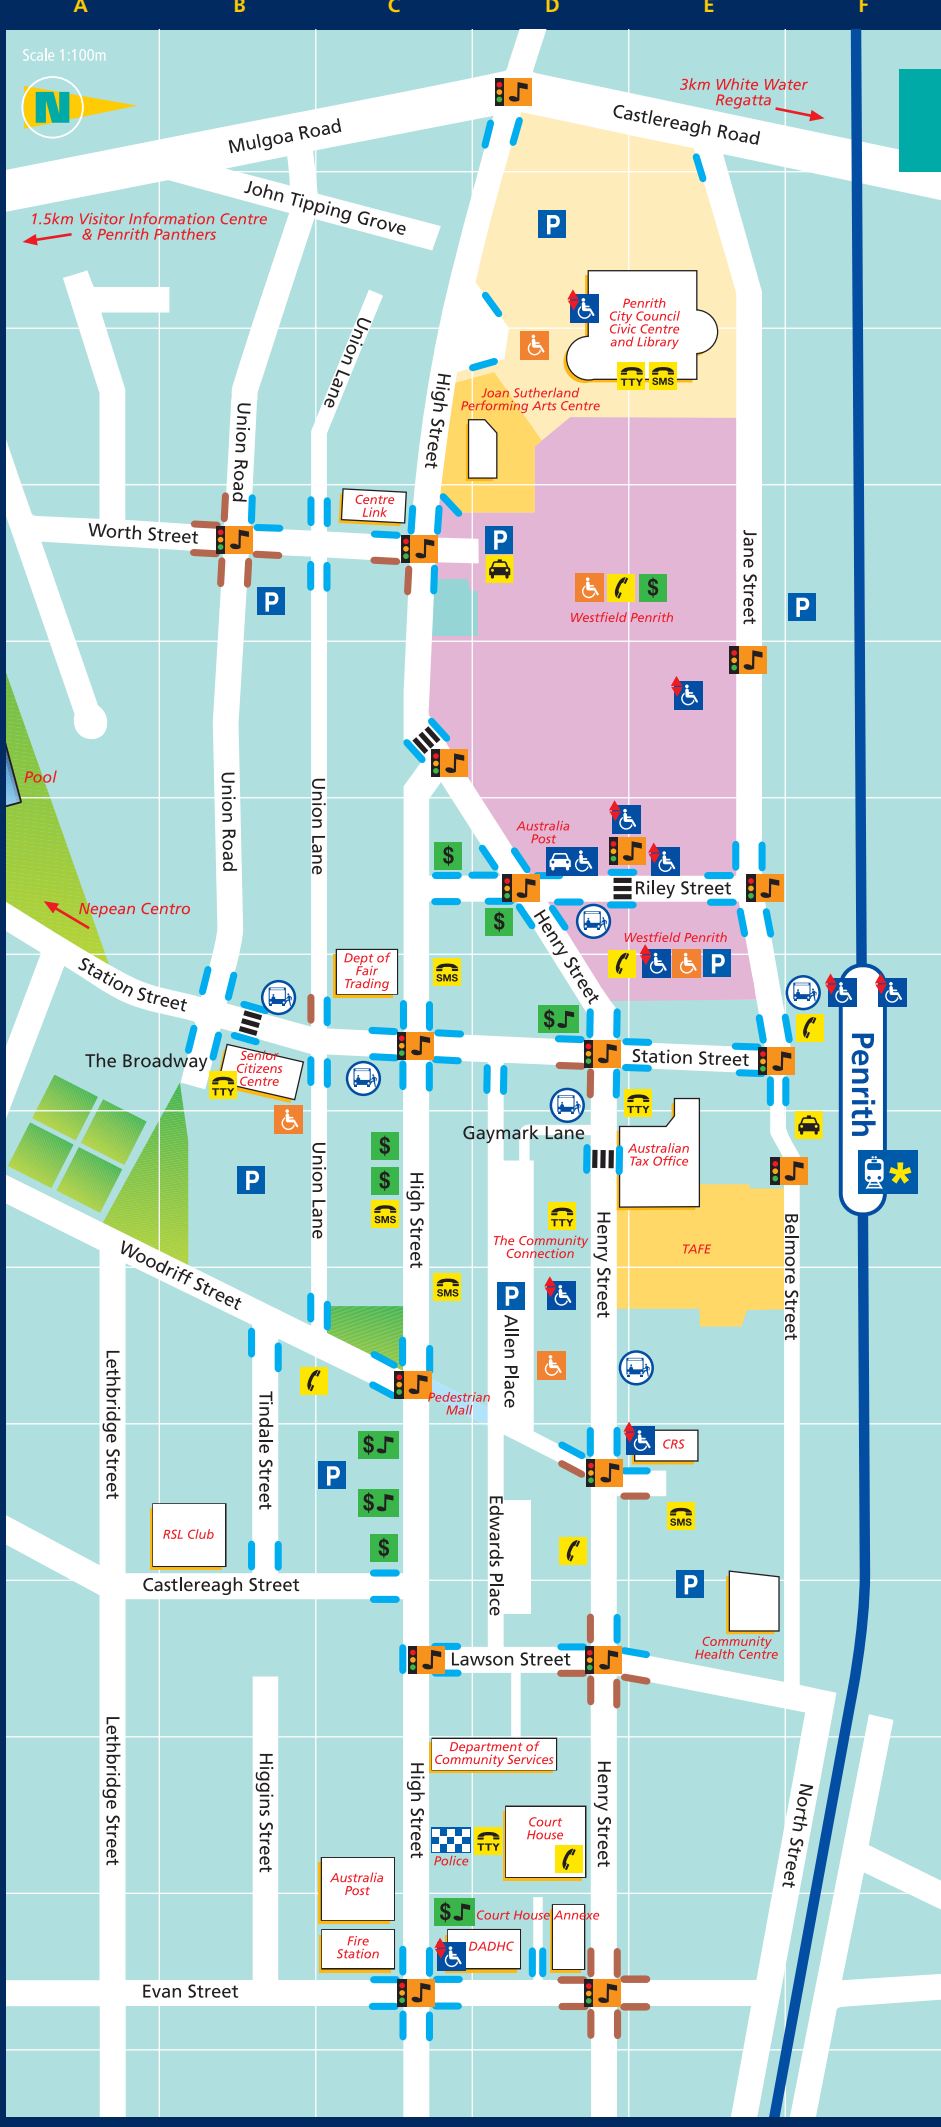 A B C D E F
Scale 1:100m
N
3km White Water
Regatta
Mulgoa Road
Castlereagh Road
John Tipping Grove
1.5km Visitor Information Centre
& Penrith Panthers
P
Penrith
City Council
Civic Centre
and Library
Union Lane
TTY SMS
High Street
Joan Sutherland
Performing Arts Centre
Union Road
Centre
Link
Worth Street
P
Jane Street
P
$
P
Westfield Penrith
Pool
Union Road
Union Lane
Australia
Post
$
Riley Street
Nepean Centro
$
Henry Street
Westfield Penrith
P
Dept of
Fair
Trading
SMS
Station Street
$
Penrith
The Broadway
Senior
Citizens
Centre
TTY
Station Street
TTY
Gaymark Lane
Australian
Tax Office
$
Union Lane
P
$
High Street
SMS
TTY
Henry Street
Belmore Street
The Community
Connection
TAFE
Woodriff Street
SMS
P
Allen Place
Lethbridge Street
Tindale Street
Pedestrian
Mall
$
CRS
P
$
Edwards Place
SMS
RSL Club
$
Castlereagh Street
P
Community
Health Centre
Lawson Street
Lethbridge Street
Higgins Street
High Street
Department of
Community Services
Henry Street
North Street
Court
House
TTY
Police
Australia
Post
$
Court House Annexe
Fire
Station
DADHC
Evan Street